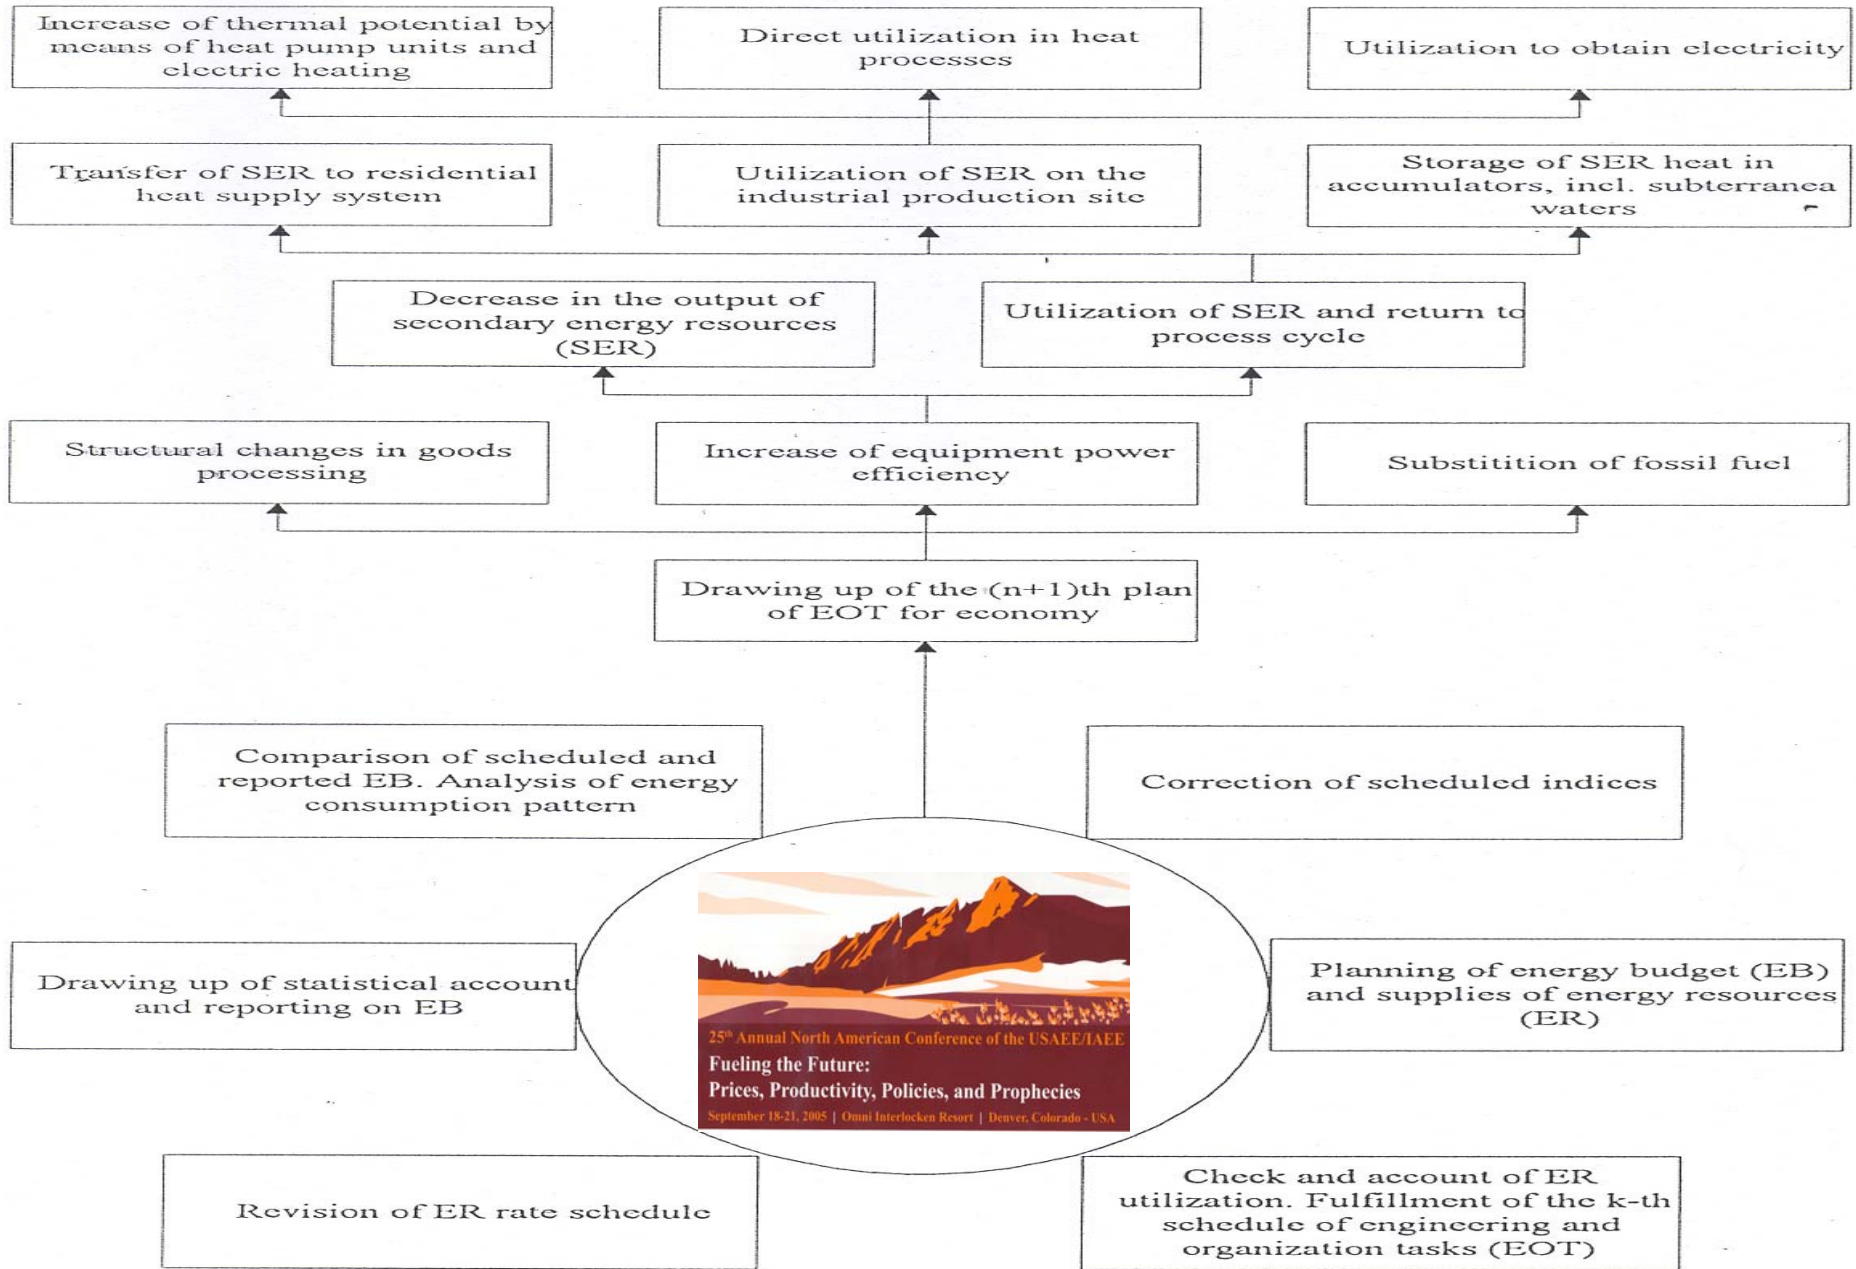 Increase of thermal potential by
means of heat pump units and
electric heating
Direct utilization in heat
processes
Utilization to obtain electricity
Transfer of SER to residential
heat supply system
Utilization of SER on the
industrial production site
Storage of SER heat in
accumulators, incl. subterranea
waters
Decrease in the output of
secondary energy resources
(SER)
Utilization of SER and return to
process cycle
Structural changes in goods
processing
Increase of equipment power
efficiency
Substitition of fossil fuel
Drawing up of the (n+1)th plan
of EOT for economy
Comparison of scheduled and
reported EB. Analysis of energy
consumption pattern
Correction of scheduled indices
Drawing up of statistical account
and reporting on EB
25th Annual North American Conference of the USAEE/IAEE
Fueling the Future:
Prices, Productivity, Policies, and Prophecies
September 18-21, 2005 | Omni Interlocken Resort | Denver, Colorado - USA
Planning of energy budget (EB)
and supplies of energy resources
(ER)
Revision of ER rate schedule
Check and account of ER
utilization. Fulfillment of the k-th
schedule of engineering and
organization tasks (EOT)